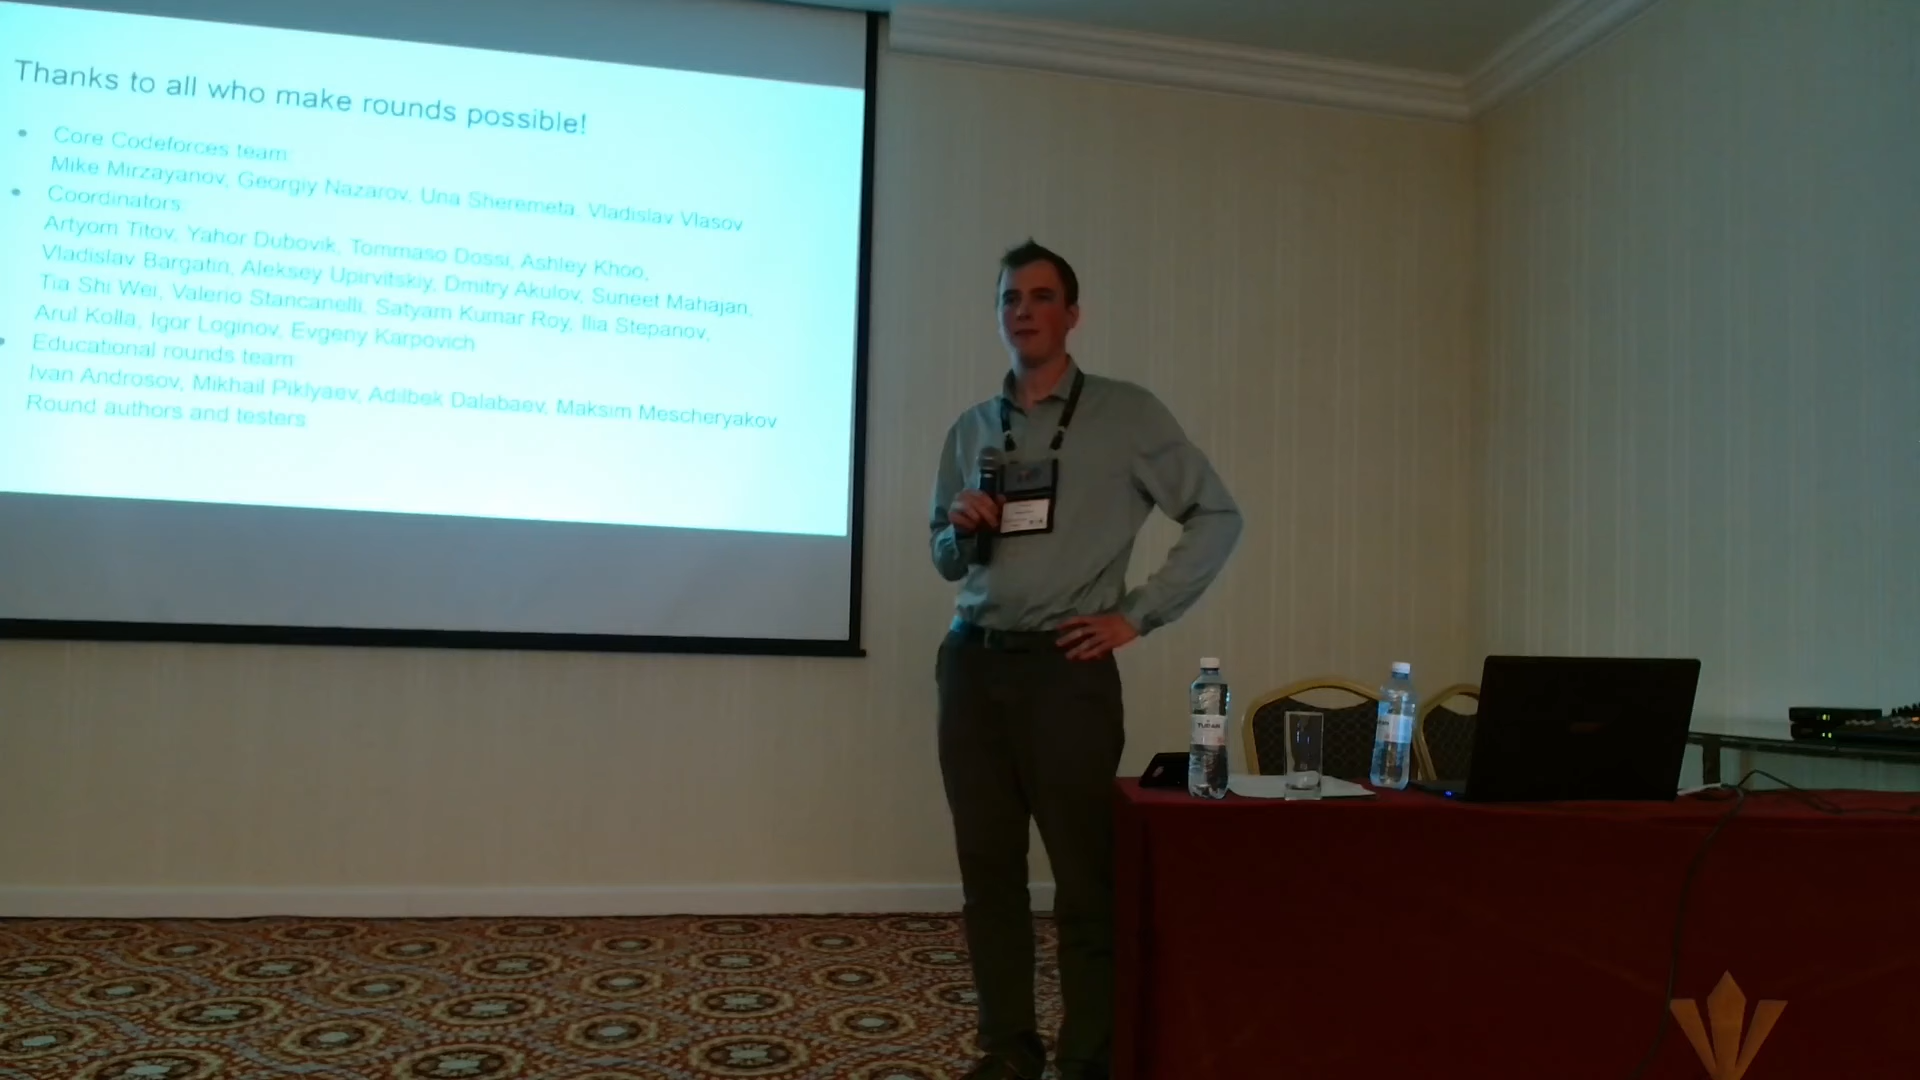 Thanks to all who make rounds possible!
Core Codeforces team:
Mike Mirzayanov, Georgiy Nazarov, Una Sheremeta, Vladislav Vlasov
Coordinators:
Artyom Titov, Yahor Dubovik, Tommaso Dossi, Ashley Khoo,
Vladislav Bargatin, Aleksey Upirvitskiy, Dmitry Akulov, Suneet Mahajan,
Tia Shi Wei, Valerio Stancanelli, Satyam Kumar Roy, Ilia Stepanov,
Arul Kolla, Igor Loginov, Evgeny Karpovich
Educational rounds team:
Ivan Androsov, Mikhail Piklyaev, Adilbek Dalabaev, Maksim Mescheryakov
Round authors and testers